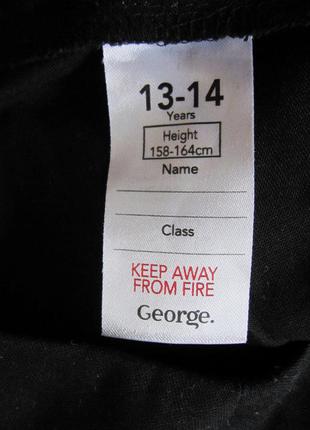 13-14
Years
Height
158-164cm
Name
Class
KEEP AWAY
FROM FIRE
George.